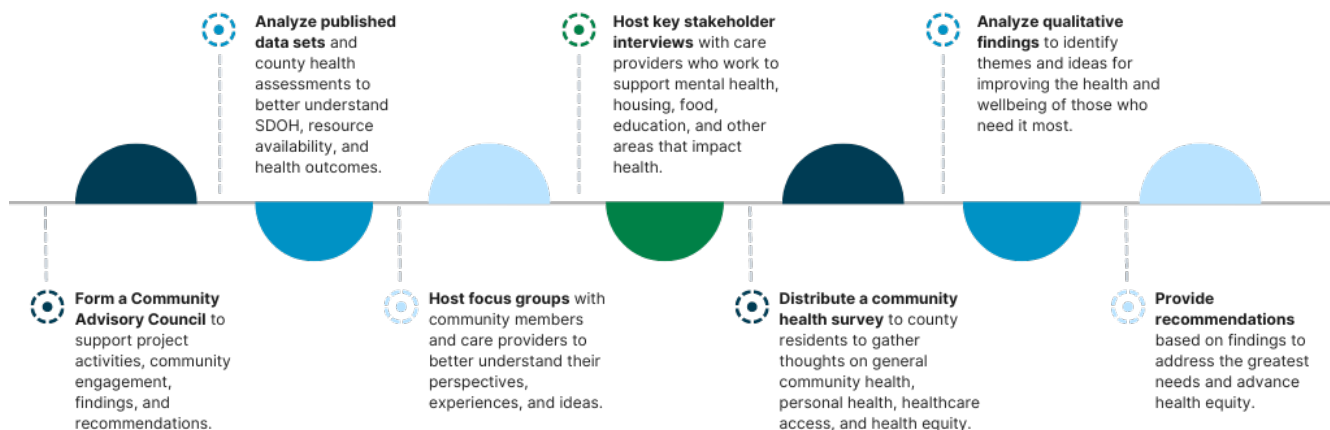 Analyze published
data sets and
county health
assessments to
better understand
SDOH, resource
availability, and
health outcomes.
Host key stakeholder
interviews with care
providers who work to
support mental health,
housing, food,
education, and other
areas that impact
health.
Analyze qualitative
findings to identify
themes and ideas for
improving the health and
wellbeing of those who
need it most.
Form a Community
Advisory Council to
support project
activities, community
engagement,
findings, and
recommendations.
Host focus groups with
community members
and care providers to
better understand their
perspectives,
experiences, and ideas.
Distribute a community
health survey to county
residents to gather
thoughts on general
community health,
personal health, healthcare
access, and health equity.
Provide
recommendations
based on findings to
address the greatest
needs and advance
health equity.